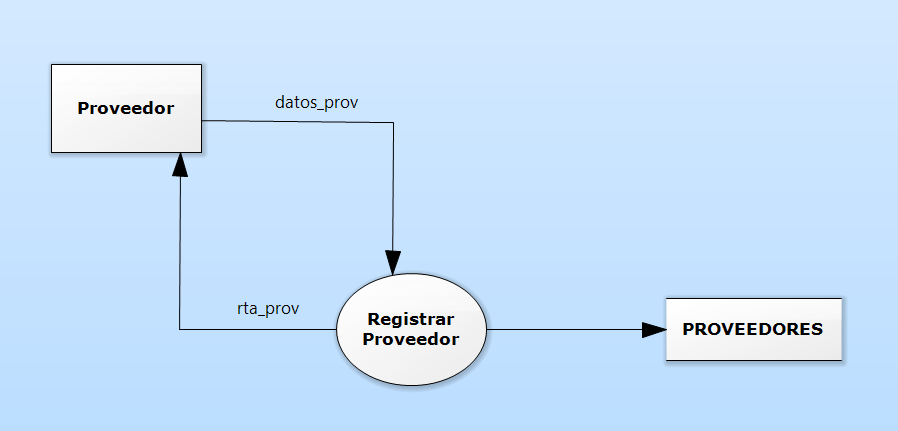 Proveedor
datos_prov
rta_prov
Registrar
Proveedor
PROVEEDORES